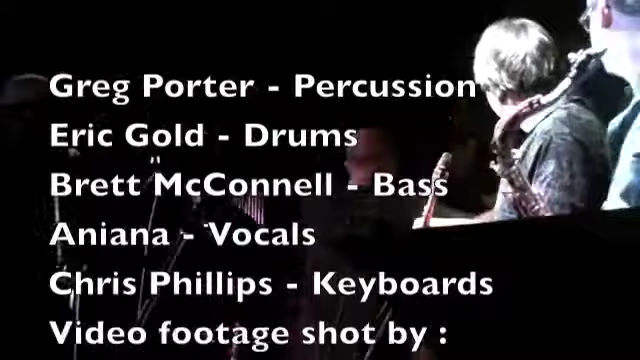 Greg Porter - Percussion
Eric Gold - Drums
Brett McConnell - Bass
Aniana - Vocals
Chris Phillips - Keyboards
Video footage shot by :